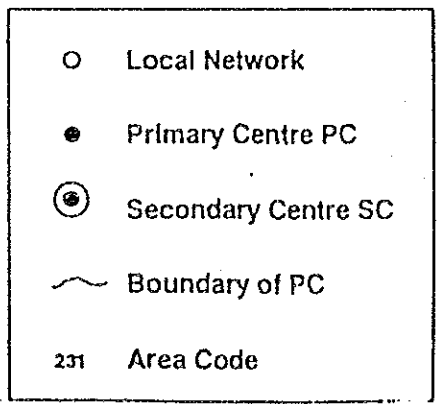 Local Network
Primary Centre PC
Secondary Centre SC
Boundary of PC
231 Area Code